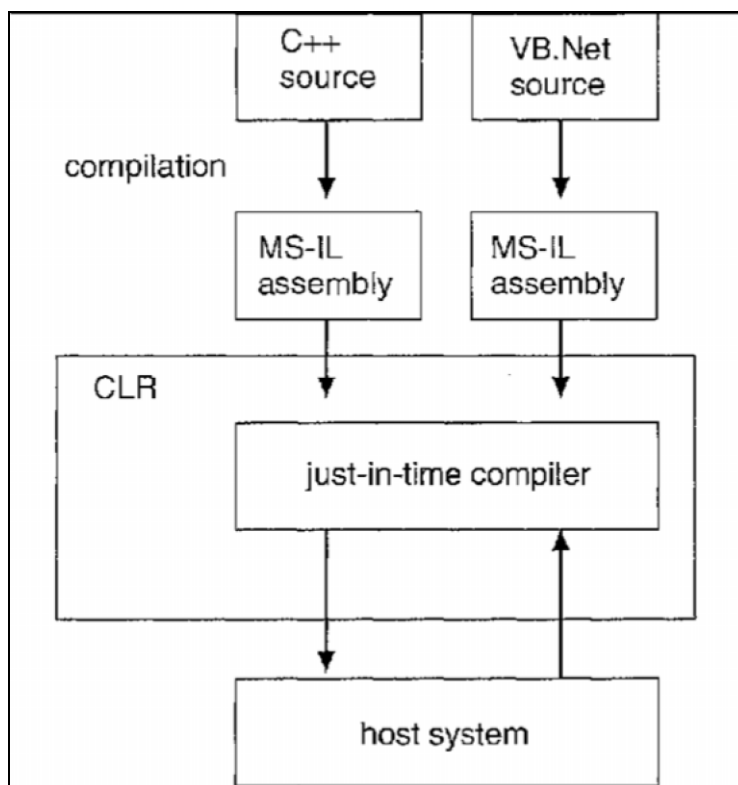 C++
source
VB.Net
source
compilation
MS-IL
assembly
MS-IL
assembly
CLR
just-in-time compiler
host system